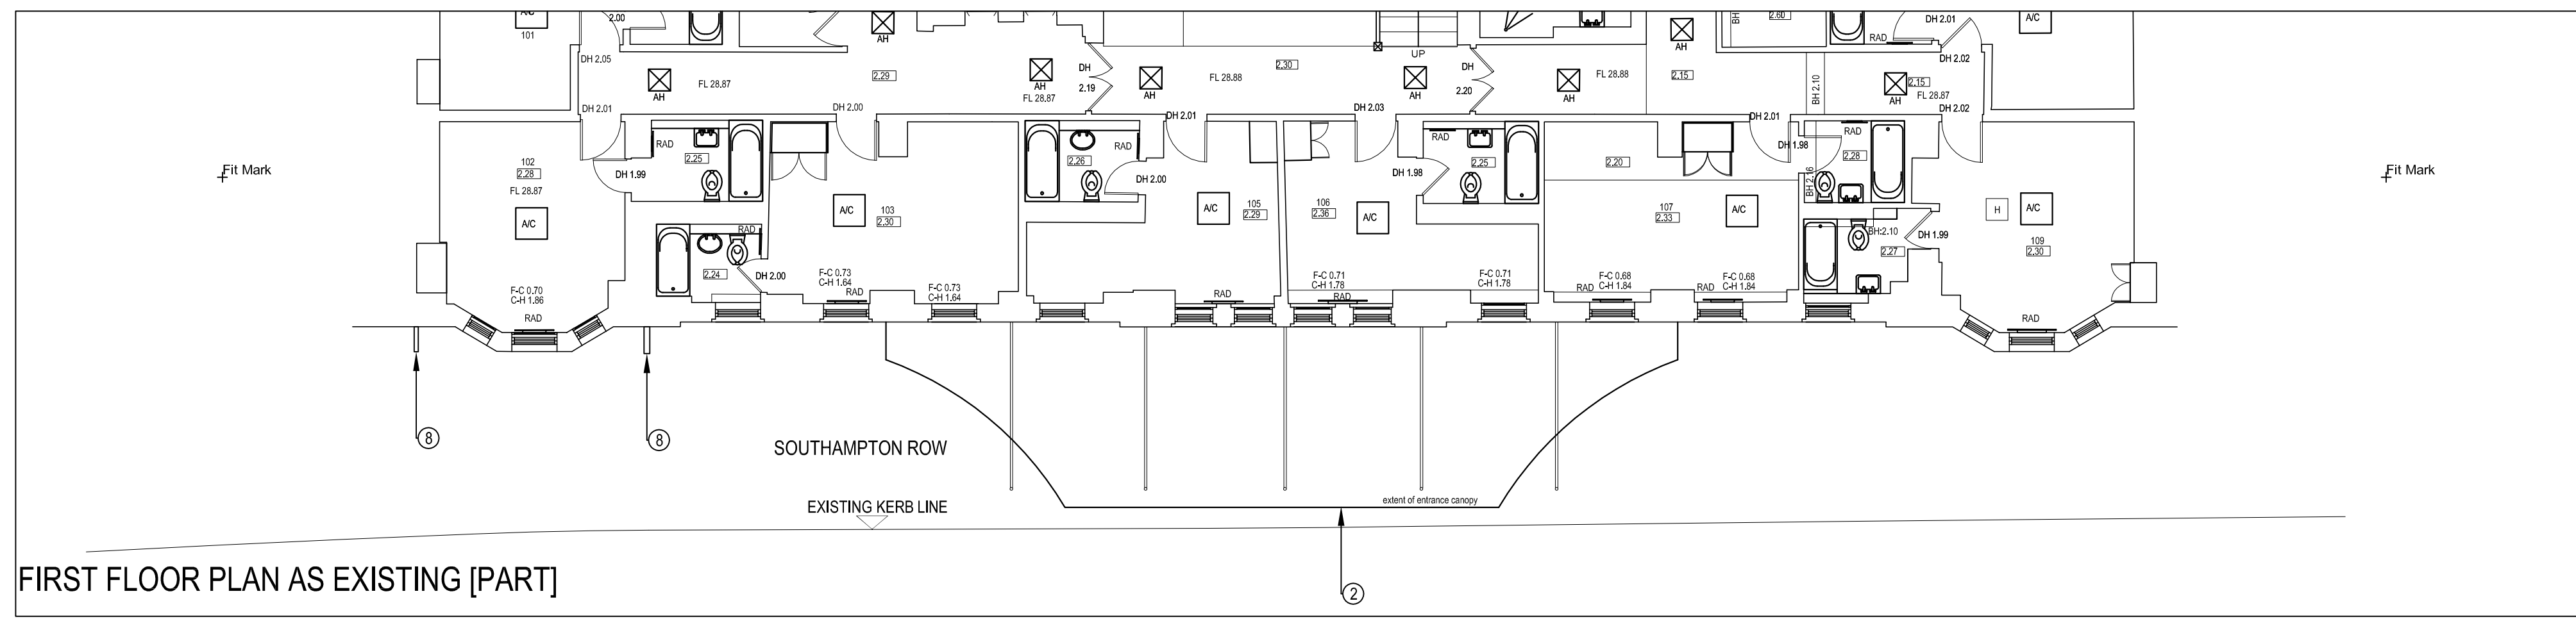 A/C
101
2.00
AH
UP
AH
2.60
BH
DH 2.01
RAD
A/C
DH 2.05
AH
FL 28.87
2.29
AH
FL 28.87
DH
2.19
AH
FL 28.88
2.30
AH
DH
2.20
AH
FL 28.88
2.15
BH 2.10
AH
2.15
FL 28.87
DH 2.02
DH 2.02
DH 2.01
DH 2.00
DH 2.01
DH 2.03
DH 2.01
Fit Mark
102
2.28
FL 28.87
A/C
F-C 0.70
C-H 1.86
RAD
DH 1.99
RAD
2.25
RAD
2.24
DH 2.00
A/C
103
2.30
F-C 0.73
C-H 1.64
RAD
F-C 0.73
C-H 1.64
2.26
RAD
DH 2.00
A/C
105
2.29
RAD
106
2.36
A/C
F-C 0.71
C-H 1.78
RAD
DH 1.98
RAD
2.25
F-C 0.71
C-H 1.78
2.20
107
2.33
A/C
F-C 0.68
C-H 1.84
RAD
F-C 0.68
C-H 1.84
RAD
DH 1.98
RAD
2.28
BH 2.16
BH:2.10
2.27
DH 1.99
H
A/C
109
2.30
RAD
Fit Mark
8
8
SOUTHAMPTON ROW
EXISTING KERB LINE
extent of entrance canopy
2
FIRST FLOOR PLAN AS EXISTING [PART]